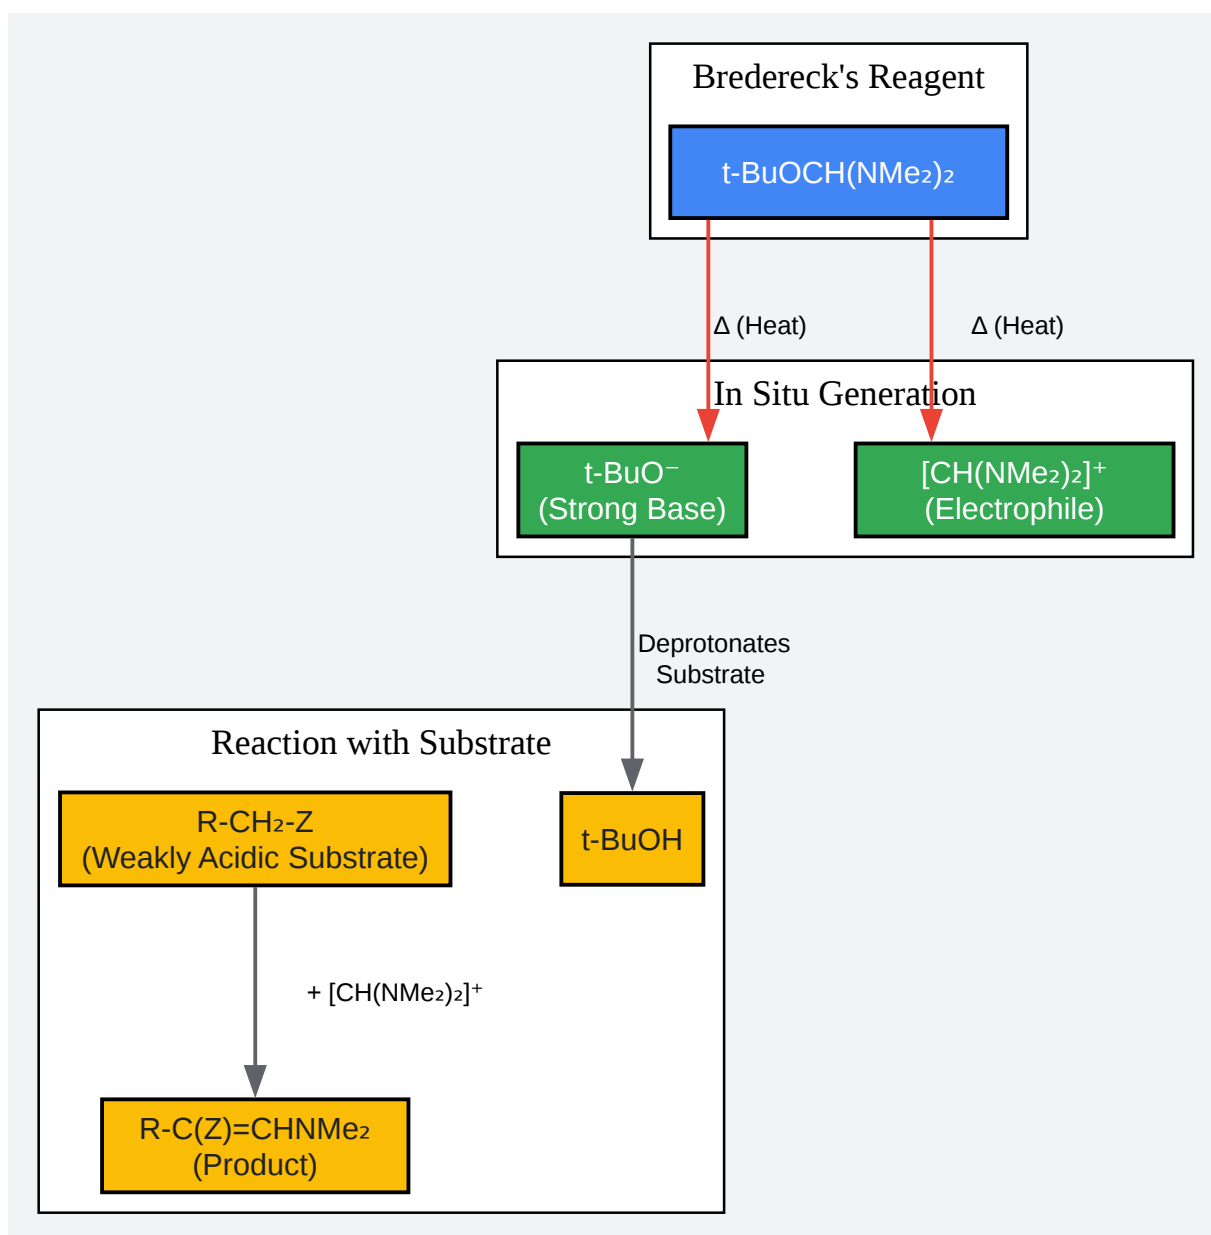 Bredereck's Reagent
t-BuOCH(NMe₂)₂
Δ (Heat)
Δ (Heat)
In Situ Generation
t-BuO⁻
(Strong Base)
[CH(NMe₂)₂]⁺
(Electrophile)
Deprotonates
Substrate
Reaction with Substrate
R-CH₂-Z
(Weakly Acidic Substrate)
t-BuOH
+ [CH(NMe₂)₂]⁺
R-C(Z)=CHNMe₂
(Product)